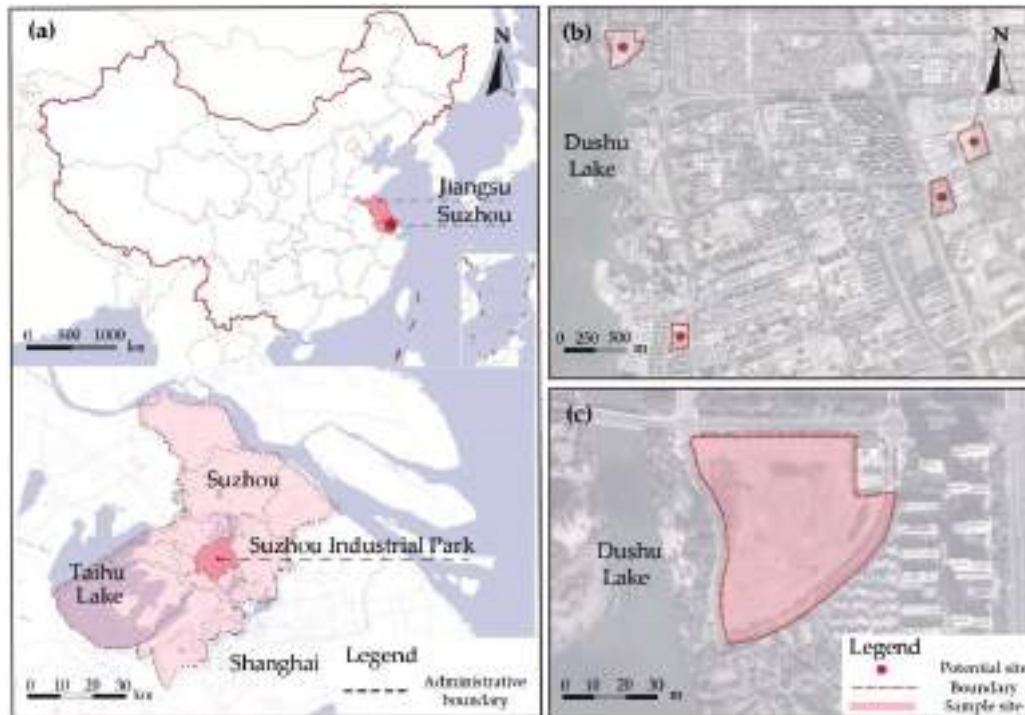 (a)
N
Jiangsu
Suzhou
0 500 1000
km
Suzhou
Suzhou Industrial Park
Taihu
Lake
Shanghai
Legend
Administrative
boundary
0 10 20 30
km
(b)
N
Dushu
Lake
0 250 500
m
(c)
Dushu
Lake
0 10 20 30
m
Legend
Potential site
Boundary
Sample site